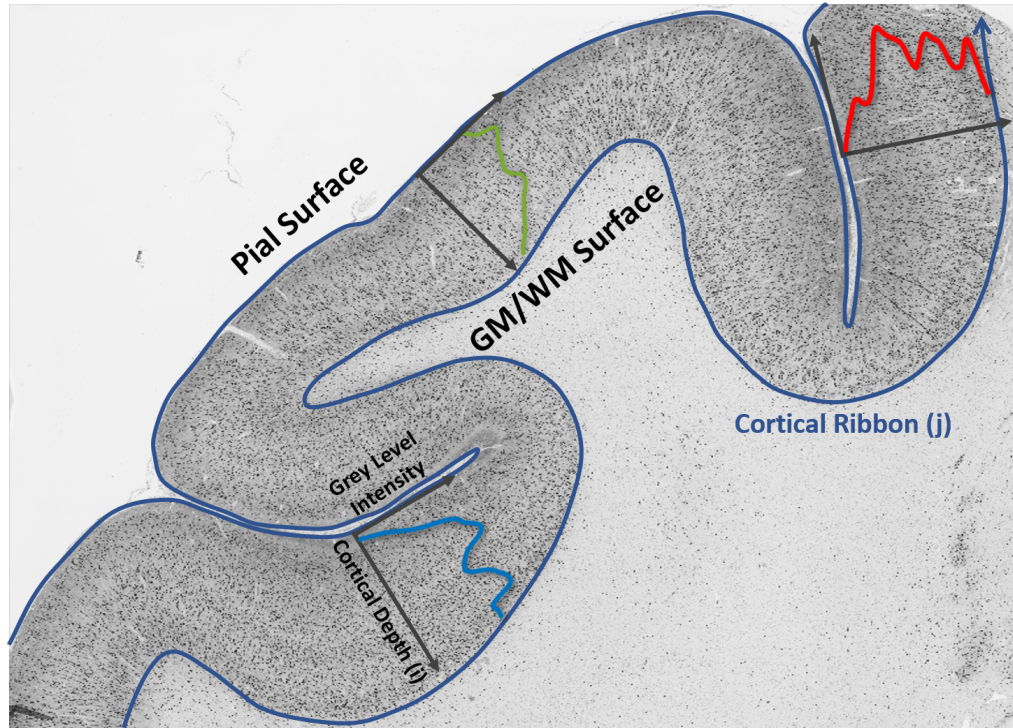 Pial Surface
GM/WM Surface
Cortical Ribbon (j)
Grey Level
Intensity
Cortical Depth (i)